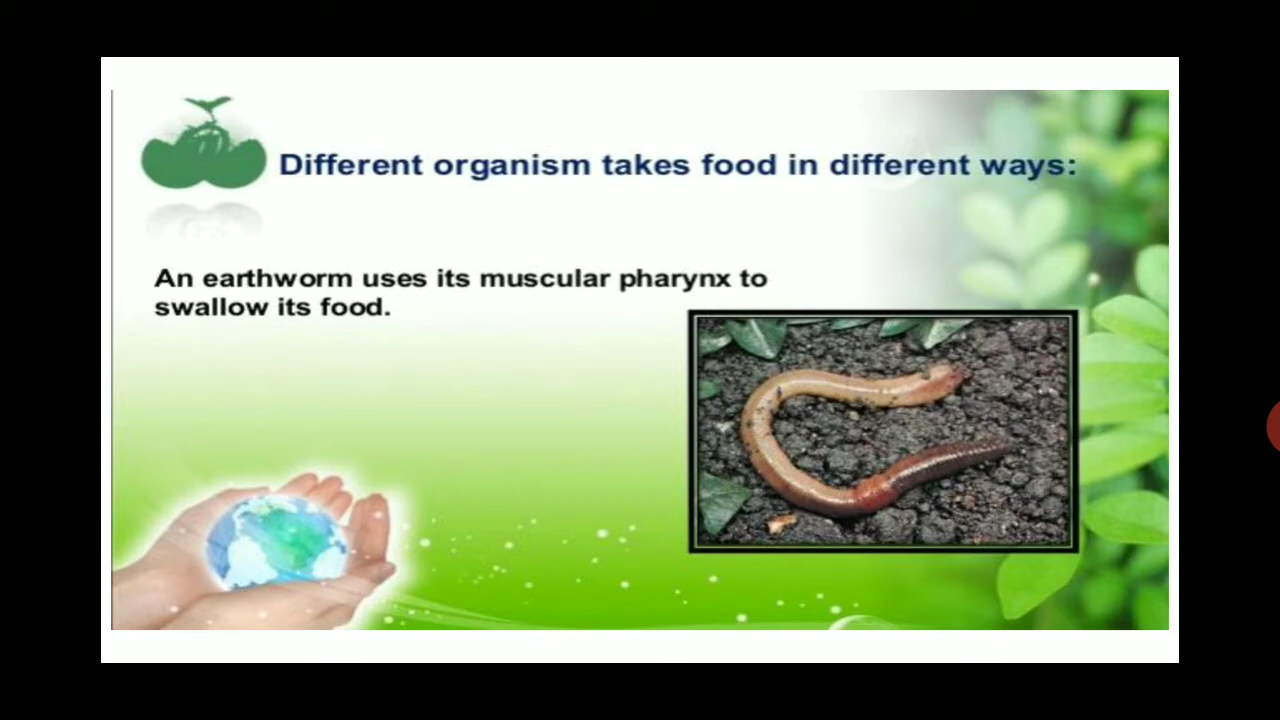 Different organism takes food in different ways:
An earthworm uses its muscular pharynx to
swallow its food.